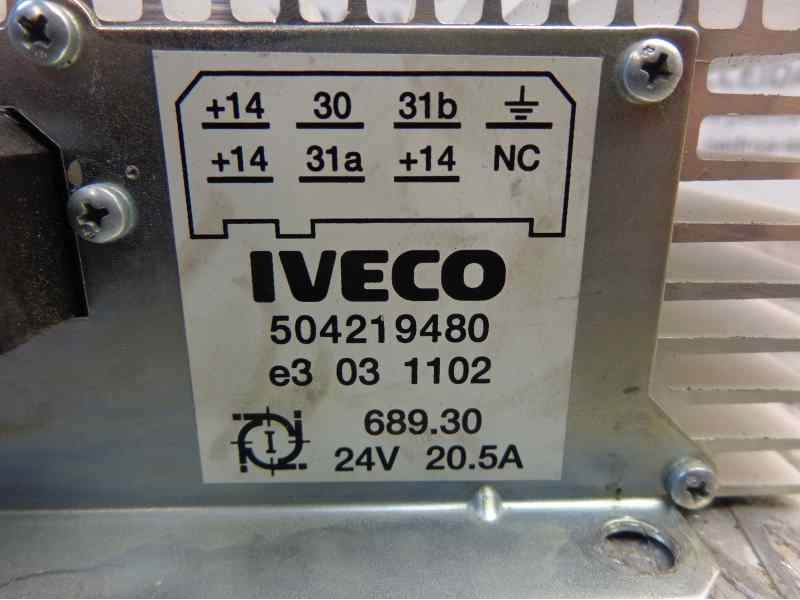 +14 30 31b
+14 31a +14 NC
IVECO
504219480
e3 03 1102
I
689.30
24V 20.5A